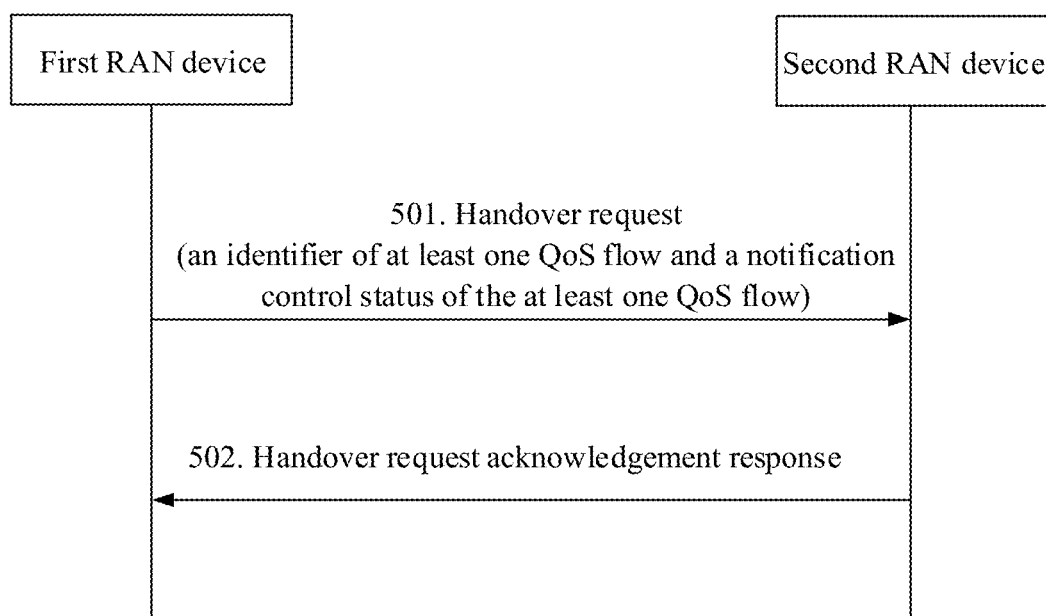 First RAN device
Second RAN device
501. Handover request
(an identifier of at least one QoS flow and a notification
control status of the at least one QoS flow)
502. Handover request acknowledgement response